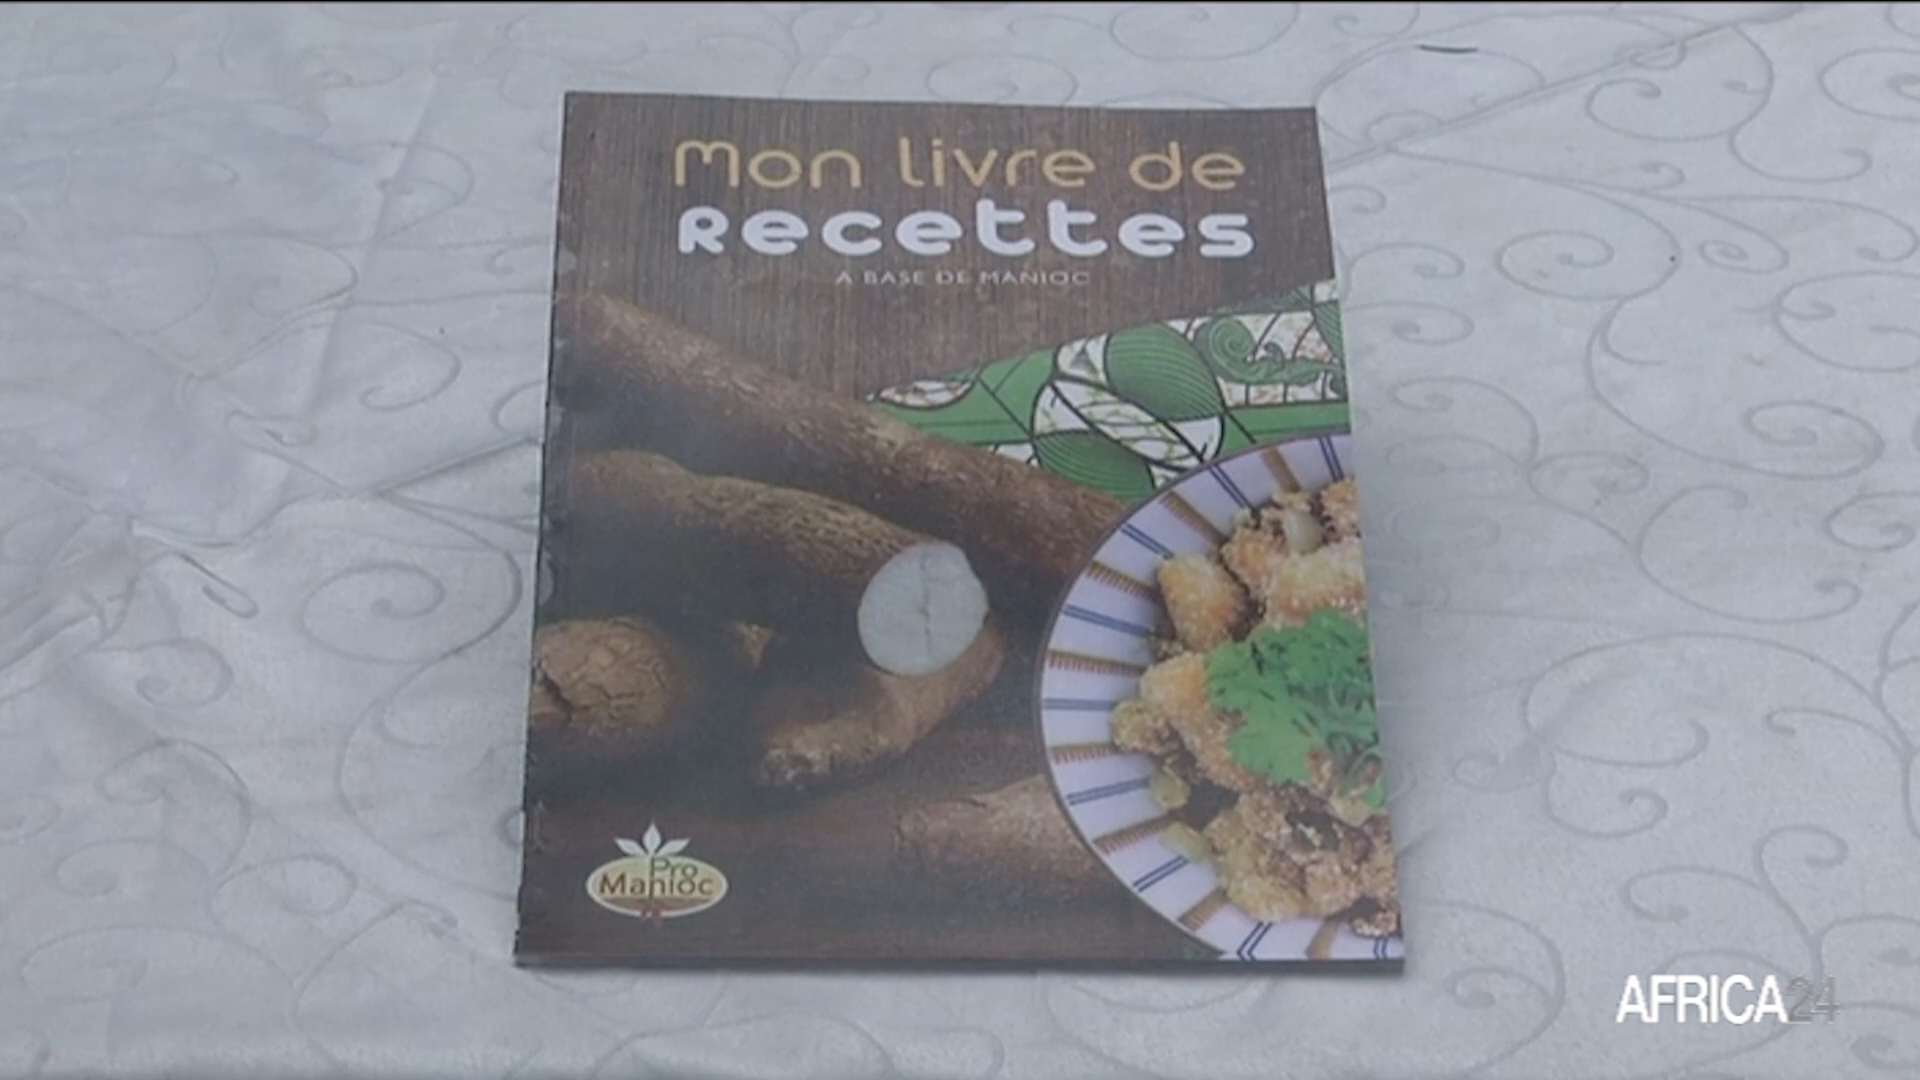 Mon livre de
Recettes
A BASE DE MANIOC
Pro
Manioc
AFRICA24